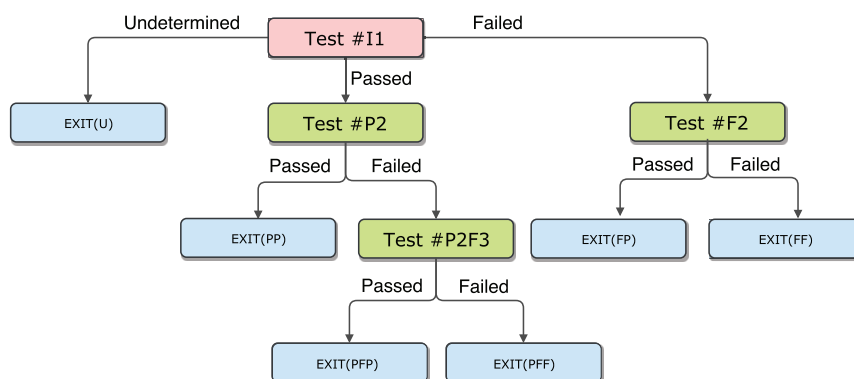 Undetermined
Test #I1
Failed
Passed
EXIT(U)
Test #P2
Test #F2
Passed
Failed
Passed
Failed
EXIT(PP)
Test #P2F3
EXIT(FP)
EXIT(FF)
Passed
Failed
EXIT(PFP)
EXIT(PFF)